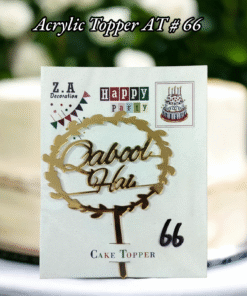 Acrylic Topper AT # 66
Z.A
Decoration
Happy
Party
Qabool
Hai
66
CAKE TOPPER